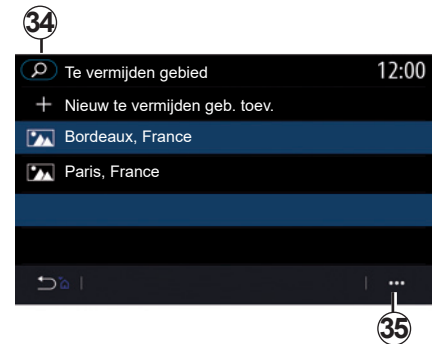 34
Te vermijden gebied 12:00
Nieuw te vermijden geb. toev.
Bordeaux, France
Paris, France
35